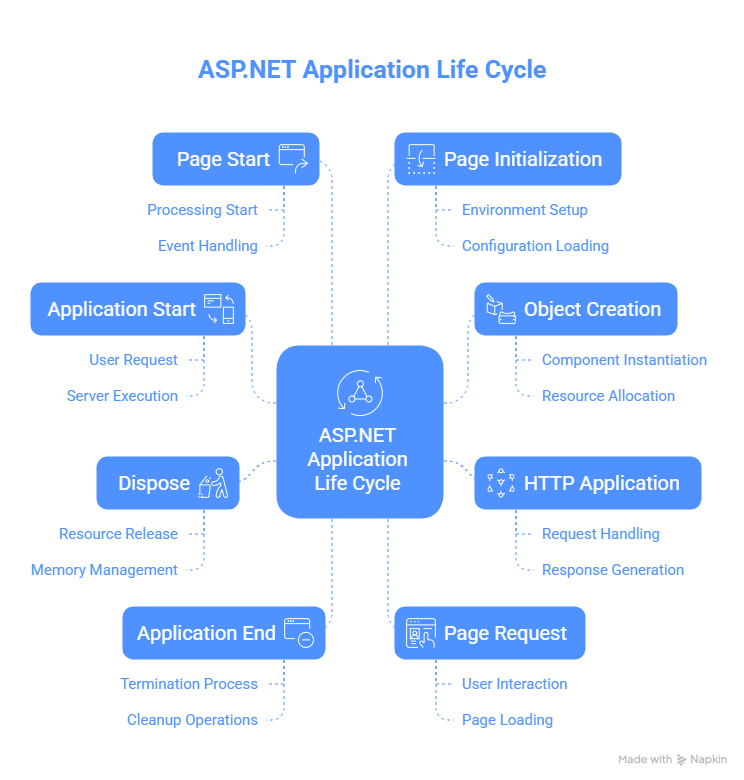 ASP.NET Application Life Cycle
Page Start
Processing Start
Event Handling
Page Initialization
Environment Setup
Configuration Loading
Application Start
User Request
Server Execution
Object Creation
Component Instantiation
Resource Allocation
ASP.NET
Application
Life Cycle
Dispose
Resource Release
Memory Management
HTTP Application
Request Handling
Response Generation
Application End
Termination Process
Cleanup Operations
Page Request
User Interaction
Page Loading
Made with Napkin